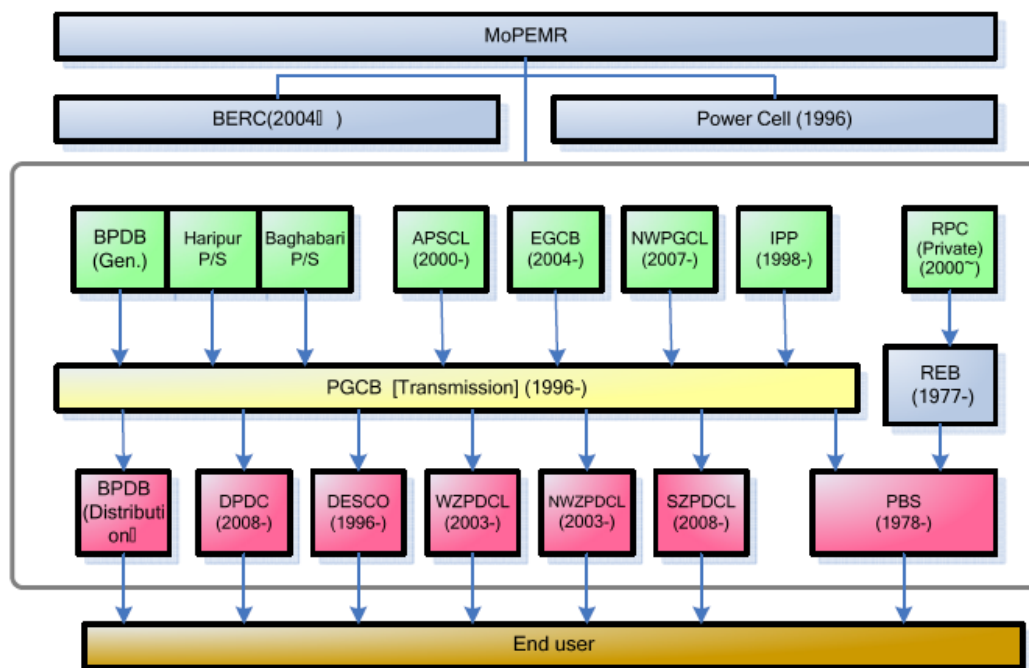 MoPEMR
BERC(2004▯ )
Power Cell (1996)
BPDB
(Gen.)
Haripur
P/S
Baghabari
P/S
APSCL
(2000-)
EGCB
(2004-)
NWPGCL
(2007-)
IPP
(1998-)
RPC
(Private)
(2000~)
PGCB [Transmission] (1996-)
REB
(1977-)
BPDB
(Distributi
on▯
DPDC
(2008-)
DESCO
(1996-)
WZPDCL
(2003-)
NWZPDCL
(2003-)
SZPDCL
(2008-)
PBS
(1978-)
End user